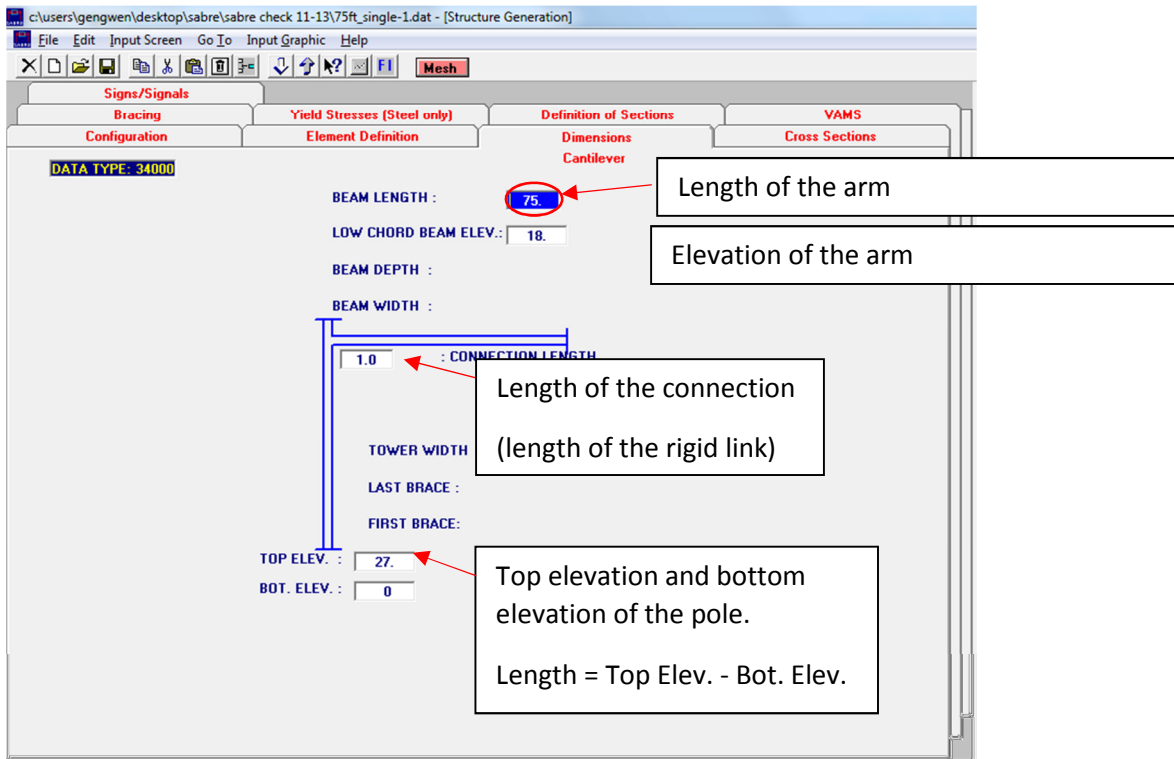 c:\users\gengwen\desktop\sabre\sabre check 11-13\75ft_single-1.dat - [Structure Generation]
File Edit Input Screen Go To Input Graphic Help
FI Mesh
Signs/Signals
Bracing Yield Stresses (Steel only) Definition of Sections VAMS
Configuration Element Definition Dimensions Cross Sections
Cantilever
DATA TYPE: 34000
BEAM LENGTH : 75.
Length of the arm
LOW CHORD BEAM ELEV.: 18.
Elevation of the arm
BEAM DEPTH :
BEAM WIDTH :
1.0 : CONNECTION LENGTH
Length of the connection
(length of the rigid link)
TOWER WIDTH
LAST BRACE :
FIRST BRACE:
TOP ELEV. : 27.
BOT. ELEV. : 0
Top elevation and bottom
elevation of the pole.
Length = Top Elev. - Bot. Elev.